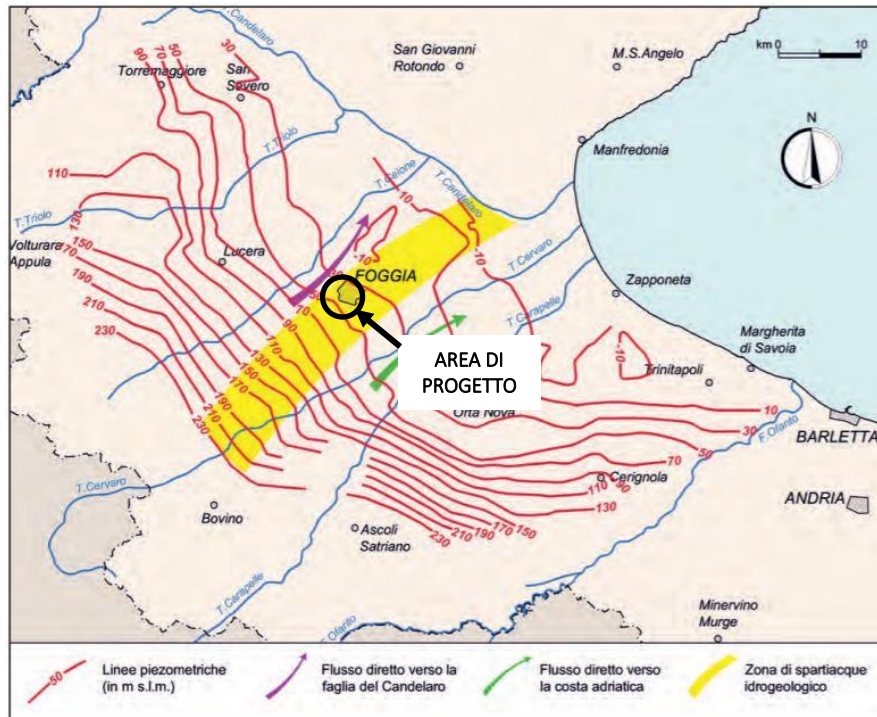 90
70
50
30
Torremaggiore
San
Severo
San Giovanni
Rotondo
M.S.Angelo
km 0
10
N
T.Candelaro
T.Triolo
T.Celone
T.Candelaro
Manfredonia
110
130
T.Triolo
Volturara
Appula
150
170
190
210
230
Lucera
-10
-10
-10
10
FOGGIA
T.Cervaro
Zapponeta
T.Carapelle
50
70
90
110
130
150
170
190
210
230
AREA DI
PROGETTO
Orta Nova
-10
Trinitapoli
Margherita
di Savoia
10
30
50
70
BARLETTA
F.Ofanto
Cerignola
90
110
130
ANDRIA
T.Cervaro
Bovino
Ascoli
Satriano
230
210
190
170
150
T.Carapelle
Ofanto
Minervino
Murge
50
Linee piezometriche
(in m s.l.m.)
Flusso diretto verso la
faglia del Candelaro
Flusso diretto verso
la costa adriatica
Zona di spartiacque
idrogeologico